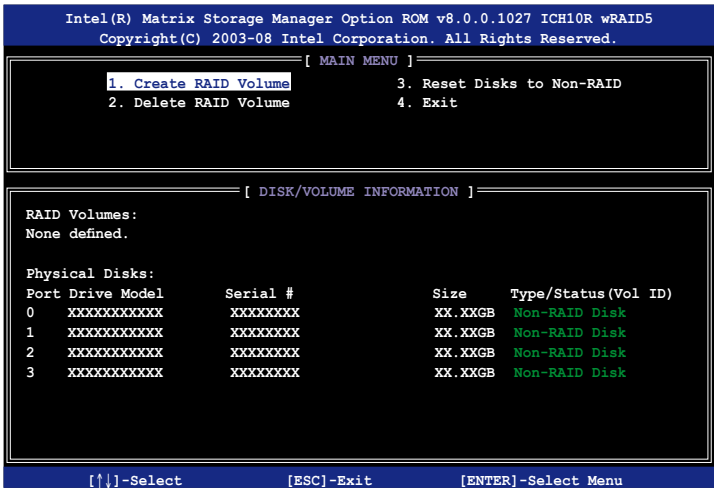 Intel(R) Matrix Storage Manager Option ROM v8.0.0.1027 ICH10R wRAID5
Copyright(C) 2003-08 Intel Corporation. All Rights Reserved.
[ MAIN MENU ]
1. Create RAID Volume 3. Reset Disks to Non-RAID
2. Delete RAID Volume 4. Exit
[ DISK/VOLUME INFORMATION ]
RAID Volumes:
None defined.
Physical Disks:
Port Drive Model Serial # Size Type/Status(Vol ID)
0 XXXXXXXXXXX XXXXXXXX XX.XXGB Non-RAID Disk
1 XXXXXXXXXXX XXXXXXXX XX.XXGB Non-RAID Disk
2 XXXXXXXXXXX XXXXXXXX XX.XXGB Non-RAID Disk
3 XXXXXXXXXXX XXXXXXXX XX.XXGB Non-RAID Disk
[↑↓]-Select [ESC]-Exit [ENTER]-Select Menu